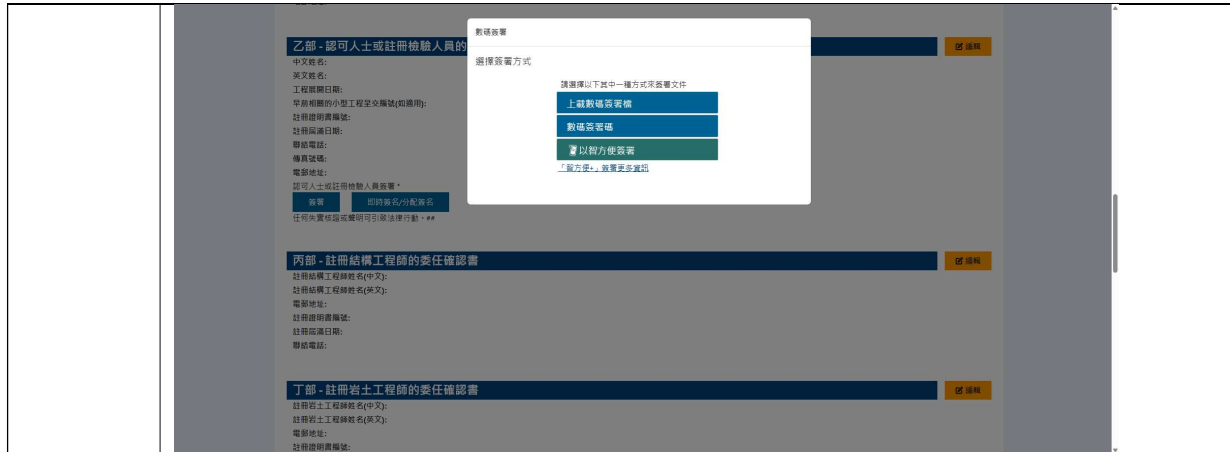 數碼簽署
選擇簽署方式
請選擇以下其中一種方式來簽署文件
上載數碼簽署檔
數碼簽署碼
以智方便簽署
「智方便+」簽署更多資訊
乙部 - 認可人士或註冊檢驗人員的
編輯
中文姓名:
英文姓名:
工程展開日期:
早前相關的小型工程呈交編號(如適用):
註冊證明書編號:
註冊屆滿日期:
聯絡電話:
傳真號碼:
電郵地址:
認可人士或註冊檢驗人員簽署 *
簽署
即時簽名/分配簽名
任何失實核證或聲明可引致法律行動。##
丙部 - 註冊結構工程師的委任確認書
編輯
註冊結構工程師姓名(中文):
註冊結構工程師姓名(英文):
電郵地址:
註冊證明書編號:
註冊屆滿日期:
聯絡電話:
丁部 - 註冊岩土工程師的委任確認書
編輯
註冊岩土工程師姓名(中文):
註冊岩土工程師姓名(英文):
電郵地址:
註冊證明書編號: